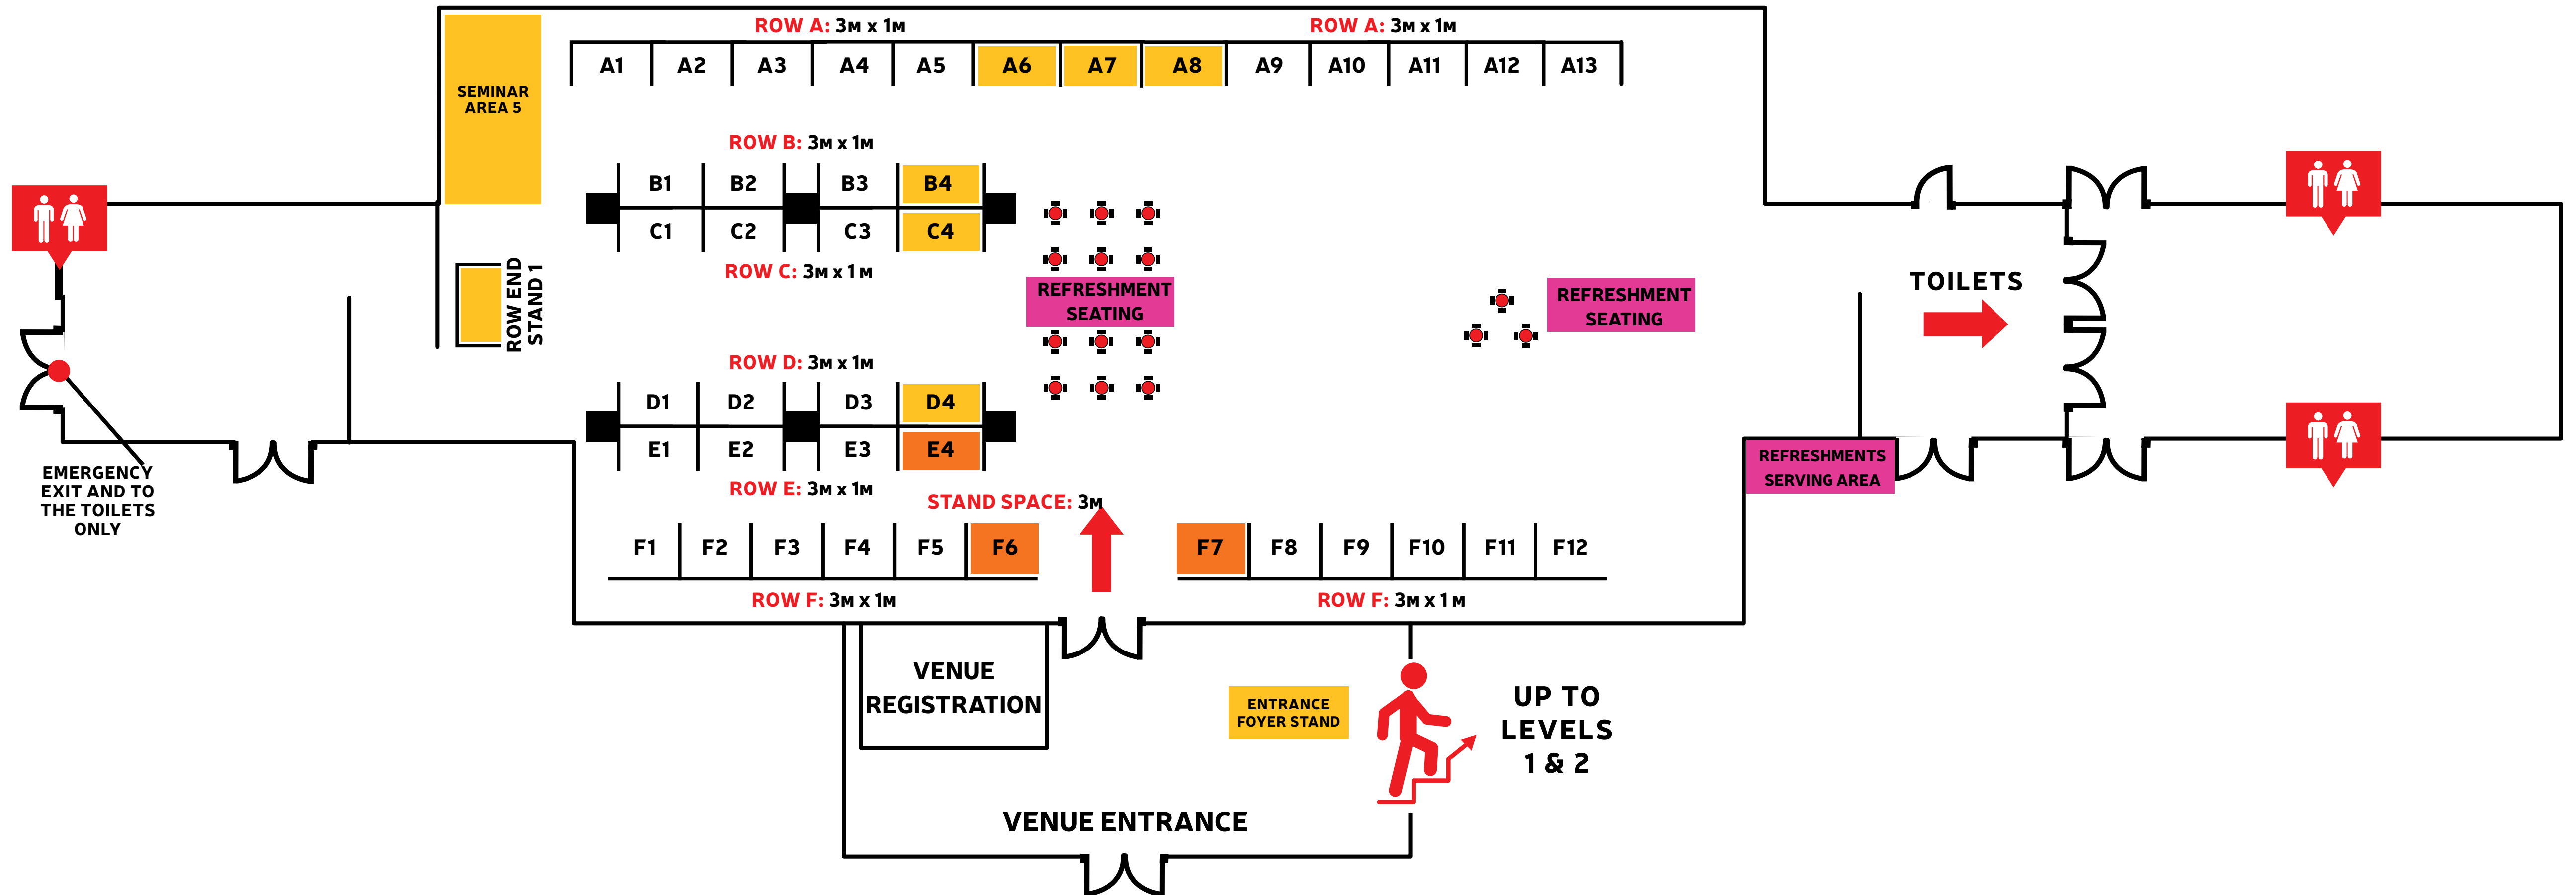 ROW A: 3M x 1M
ROW A: 3M x 1M
A1 A2 A3 A4 A5 A6 A7 A8 A9 A10 A11 A12 A13
SEMINAR
AREA 5
ROW B: 3M x 1M
B1 B2 B3 B4
C1 C2 C3 C4
ROW C: 3M x 1M
ROW END
STAND 1
REFRESHMENT
SEATING
REFRESHMENT
SEATING
TOILETS
ROW D: 3M x 1M
D1 D2 D3 D4
E1 E2 E3 E4
ROW E: 3M x 1M
REFRESHMENTS
SERVING AREA
EMERGENCY
EXIT AND TO
THE TOILETS
ONLY
STAND SPACE: 3M
F1 F2 F3 F4 F5 F6 F7 F8 F9 F10 F11 F12
ROW F: 3M x 1M
ROW F: 3M x 1M
VENUE
REGISTRATION
ENTRANCE
FOYER STAND
UP TO
LEVELS
1 & 2
VENUE ENTRANCE